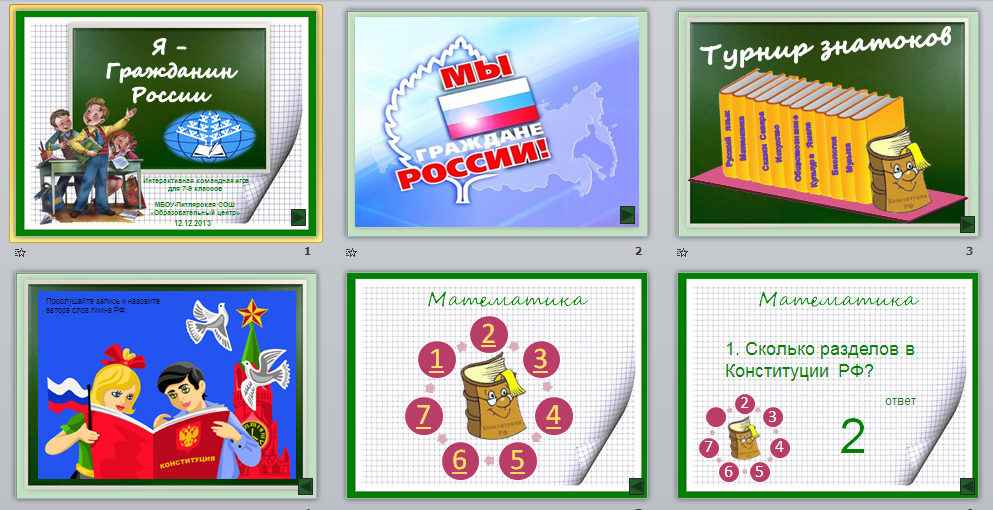 Я –
Гражданин
России
Интерактивная командная игра
для 7-9 классов
МБОУ-Питлярская СОШ
«Образовательный центр»
12.12.2013
1
МЫ
ГРАЖДАНЕ
РОССИИ!
2
Турнир знатоков
Русский язык
Математика
Сказки Севера
Искусство
Обществознание
Культура Ямала
Биология
Музыка
Конституция
РФ
3
Прослушайте запись и назовите
автора слов гимна РФ
КОНСТИТУЦИЯ
Математика
1
2
3
4
5
6
7
Конституция
РФ
Математика
1. Сколько разделов в
Конституции РФ?
ответ
2
2
3
4
5
6
7